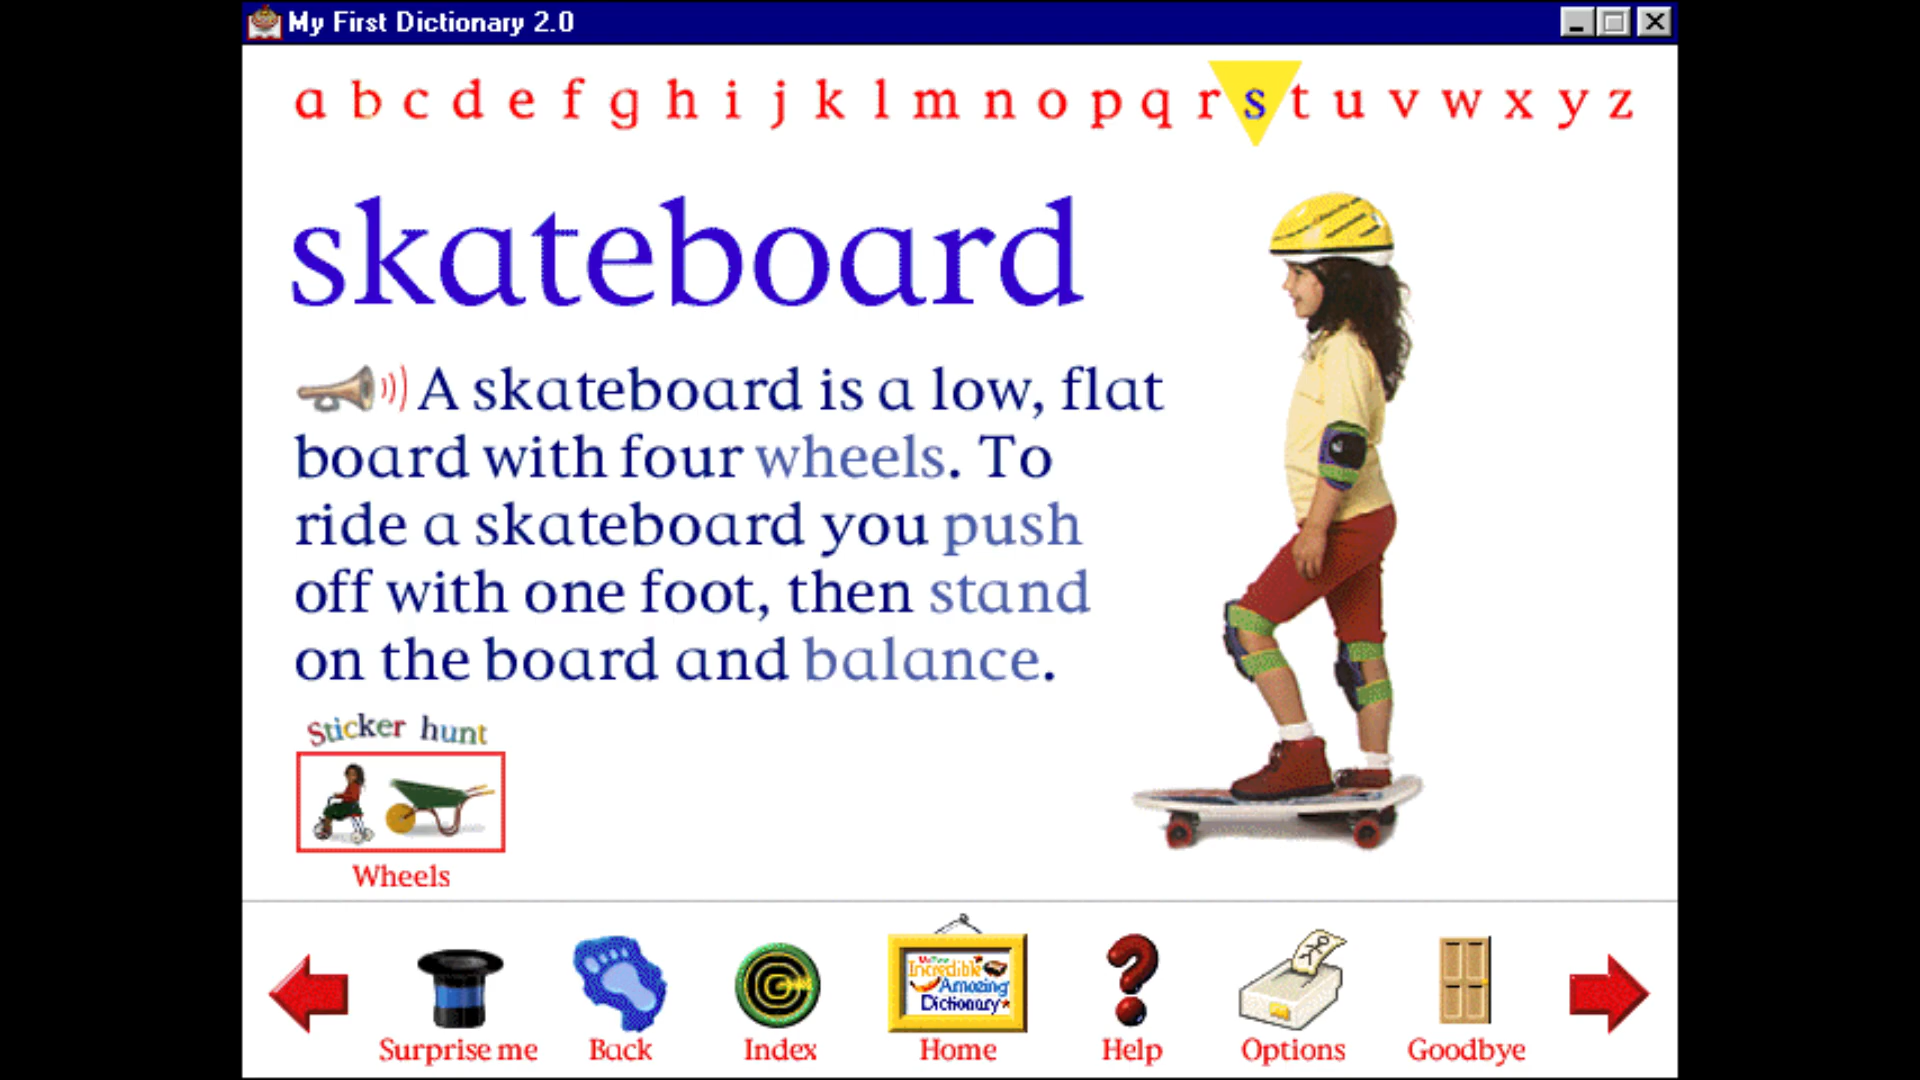 My First Dictionary 2.0
a b c d e f g h i j k l m n o p q r s t u v w x y z
skateboard
A skateboard is a low, flat
board with four wheels. To
ride a skateboard you push
off with one foot, then stand
on the board and balance.
Sticker hunt
Wheels
My First
Incredible
Amazing
Dictionary
Surprise me
Back
Index
Home
Help
Options
Goodbye